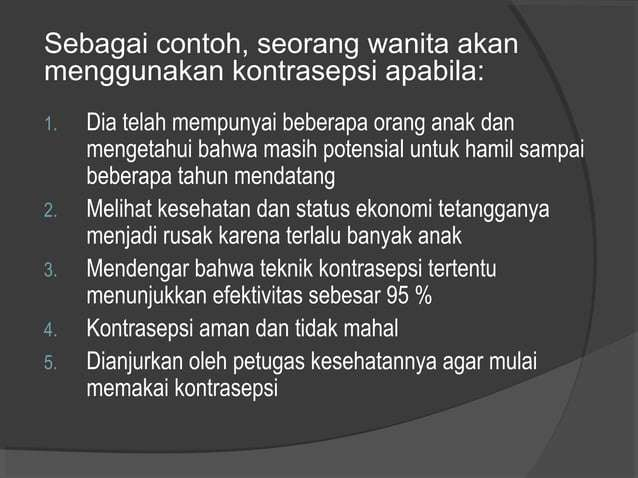 Sebagai contoh, seorang wanita akan
menggunakan kontrasepsi apabila:
1. Dia telah mempunyai beberapa orang anak dan
mengetahui bahwa masih potensial untuk hamil sampai
beberapa tahun mendatang
2. Melihat kesehatan dan status ekonomi tetangganya
menjadi rusak karena terlalu banyak anak
3. Mendengar bahwa teknik kontrasepsi tertentu
menunjukkan efektivitas sebesar 95 %
4. Kontrasepsi aman dan tidak mahal
5. Dianjurkan oleh petugas kesehatannya agar mulai
memakai kontrasepsi